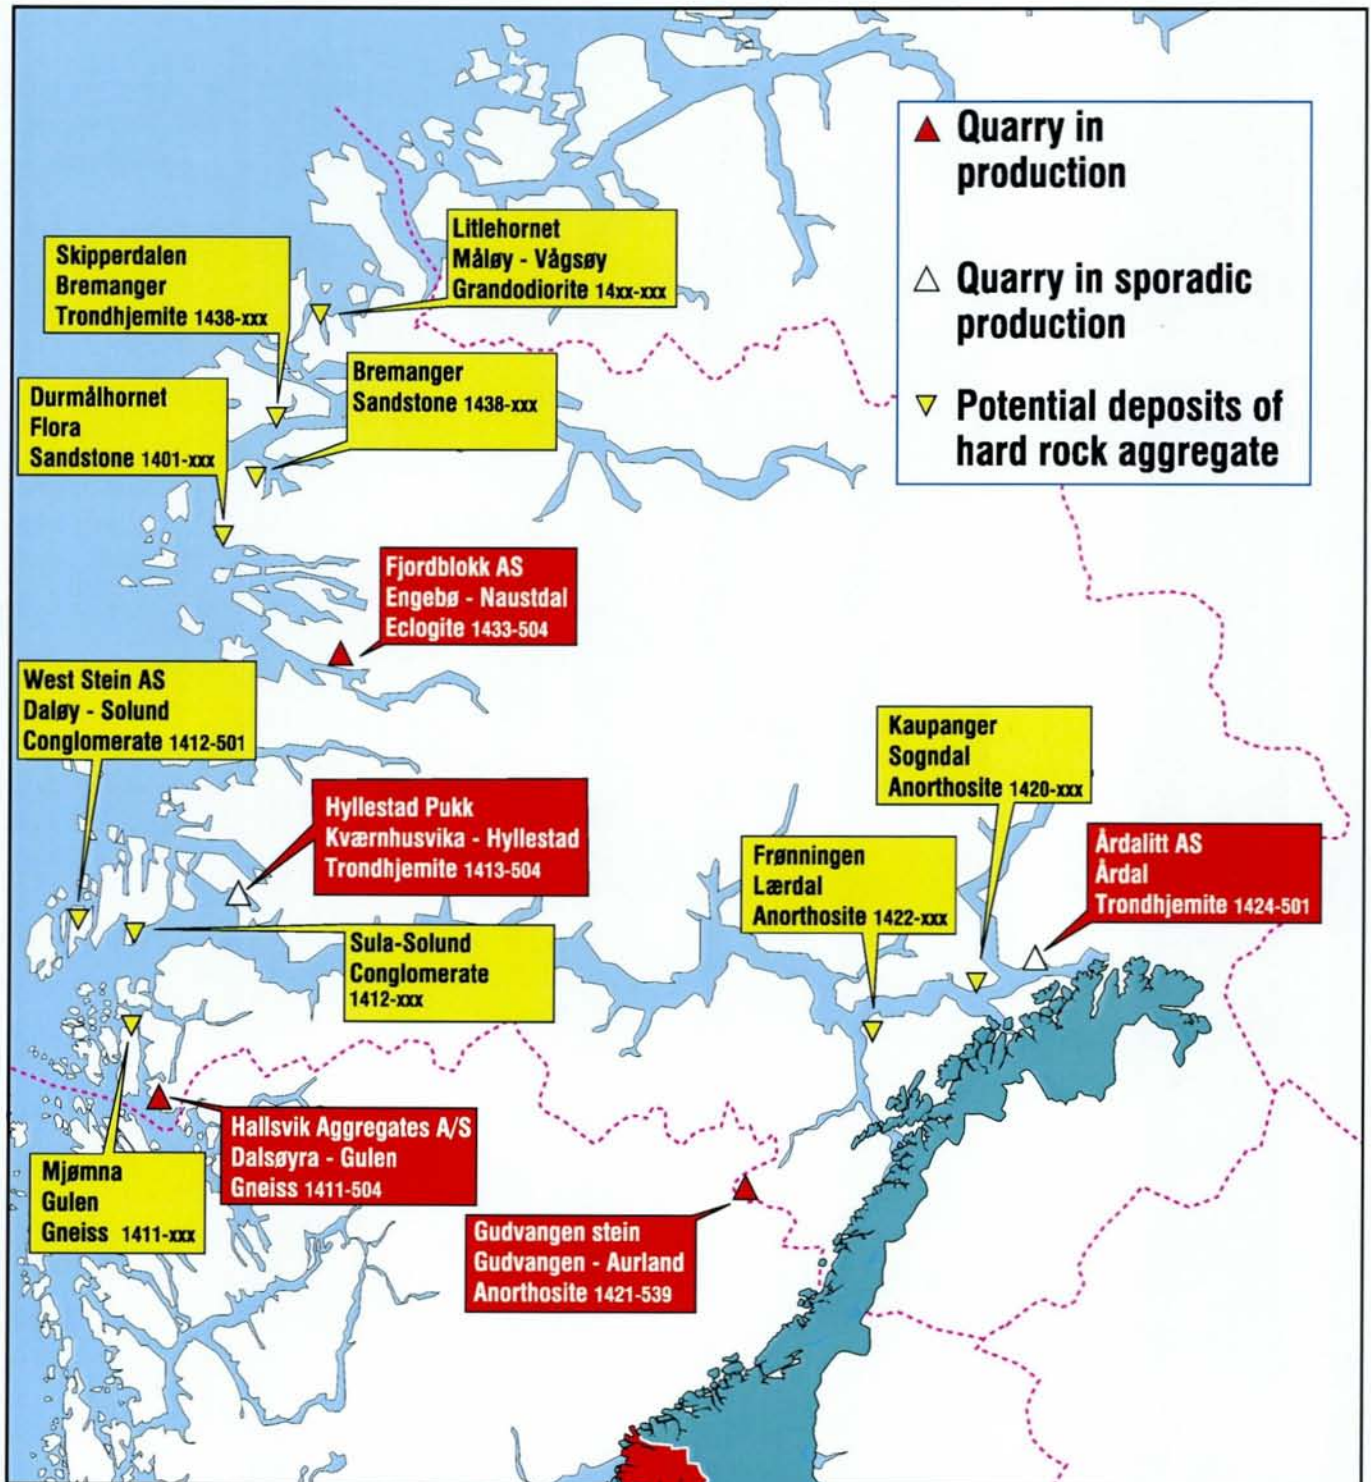 Quarry in
production
Quarry in sporadic
production
Potential deposits of
hard rock aggregate
Litlehornet
Måløy - Vågsøy
Grandodiorite 14xx-xxx
Skipperdalen
Bremanger
Trondhjemite 1438-xxx
Bremanger
Sandstone 1438-xxx
Durmålhornet
Flora
Sandstone 1401-xxx
Fjordblokk AS
Engebø - Naustdal
Eclogite 1433-504
West Stein AS
Daløy - Solund
Conglomerate 1412-501
Kaupanger
Sogndal
Anorthosite 1420-xxx
Hyllestad Pukk
Kværnhusvika - Hyllestad
Trondhjemite 1413-504
Årdalitt AS
Årdal
Trondhjemite 1424-501
Frønningen
Lærdal
Anorthosite 1422-xxx
Sula-Solund
Conglomerate
1412-xxx
Hallsvik Aggregates A/S
Dalsøyra - Gulen
Gneiss 1411-504
Mjømna
Gulen
Gneiss 1411-xxx
Gudvangen stein
Gudvangen - Aurland
Anorthosite 1421-539